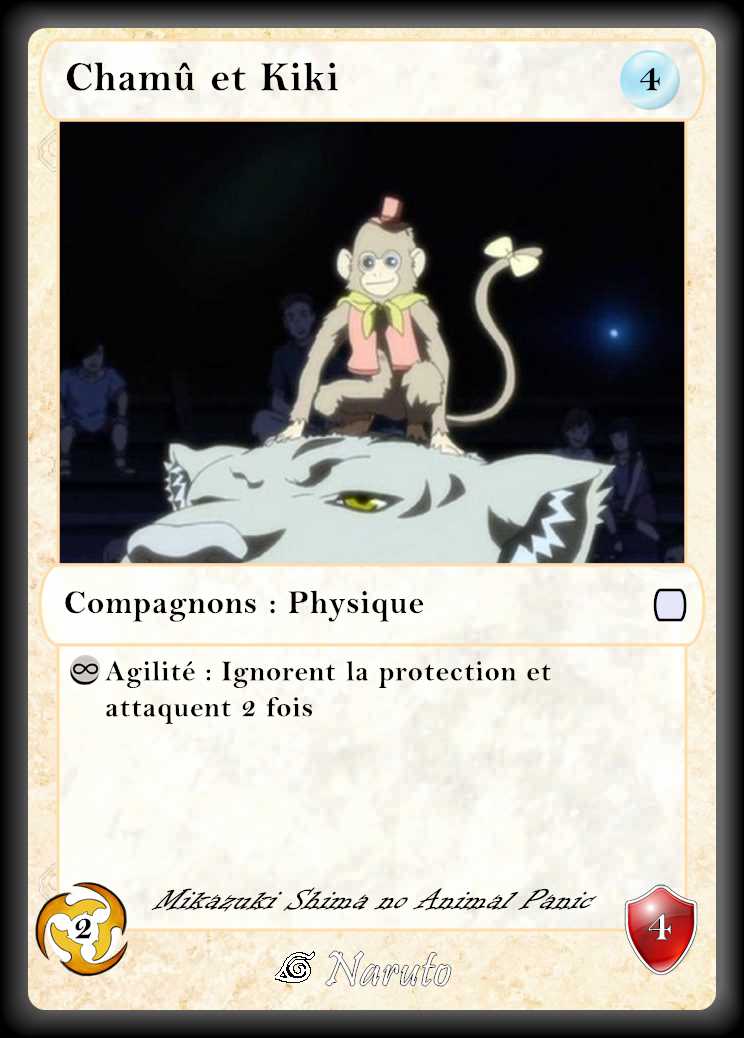 Chamû et Kiki
4
Compagnons : Physique
∞ Agilité : Ignorent la protection et
attaquent 2 fois
Mikazuki Shima no Animal Panic
2
4
Naruto